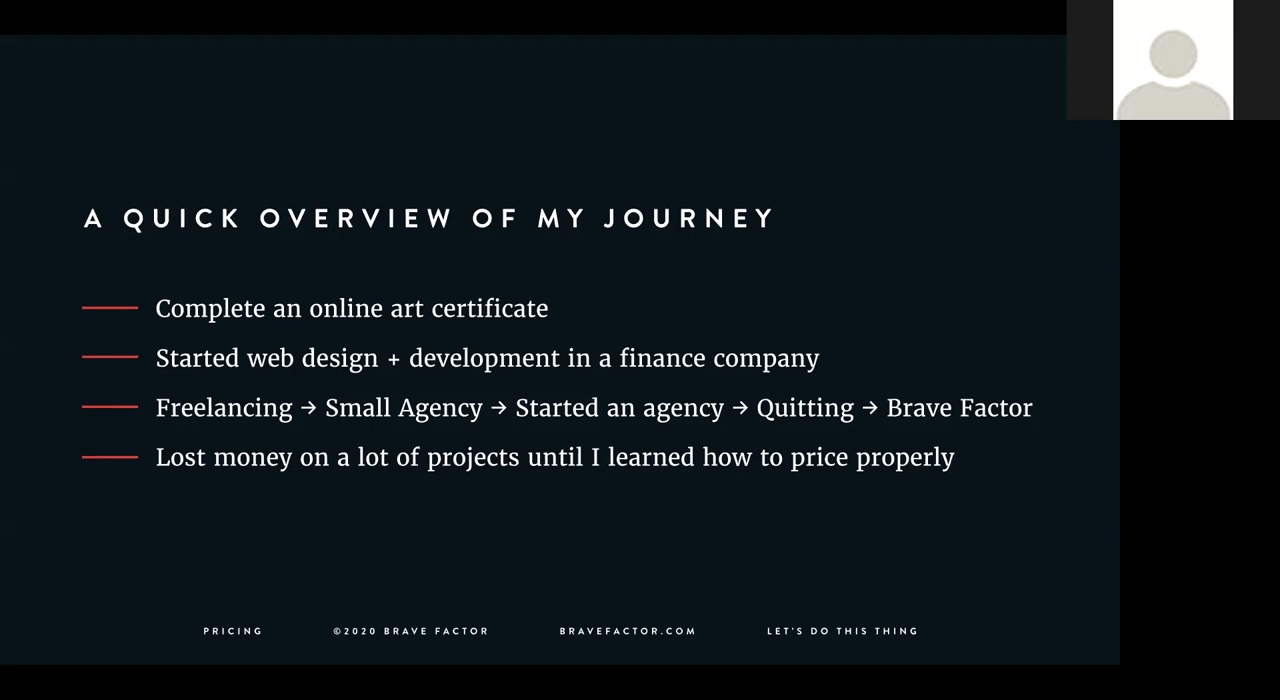 A QUICK OVERVIEW OF MY JOURNEY
Complete an online art certificate
Started web design + development in a finance company
Freelancing → Small Agency → Started an agency → Quitting → Brave Factor
Lost money on a lot of projects until I learned how to price properly
PRICING ©2020 BRAVE FACTOR BRAVEFACTOR.COM LET'S DO THIS THING